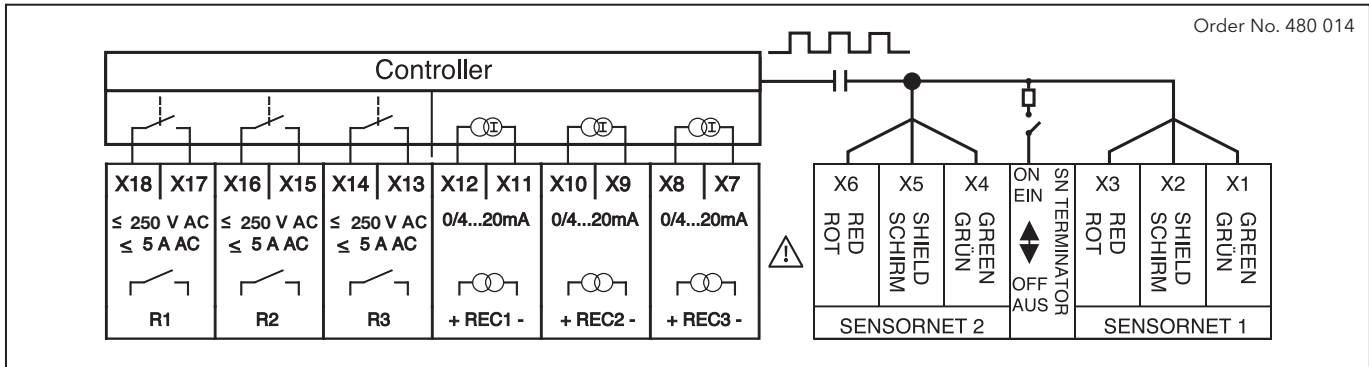 Order No. 480 014
Controller
X18 X17 X16 X15 X14 X13 X12 X11 X10 X9 X8 X7
≤ 250 V AC ≤ 250 V AC ≤ 250 V AC 0/4...20mA 0/4...20mA 0/4...20mA
≤ 5 A AC ≤ 5 A AC ≤ 5 A AC
R1 R2 R3 + REC1 - + REC2 - + REC3 -
X6 X5 X4
RED
ROT
SHIELD
SCHIRM
GREEN
GRÜN
SENSORNET 2
ON
EIN
OFF
AUS
SN TERMINATOR
X3 X2 X1
RED
ROT
SHIELD
SCHIRM
GREEN
GRÜN
SENSORNET 1